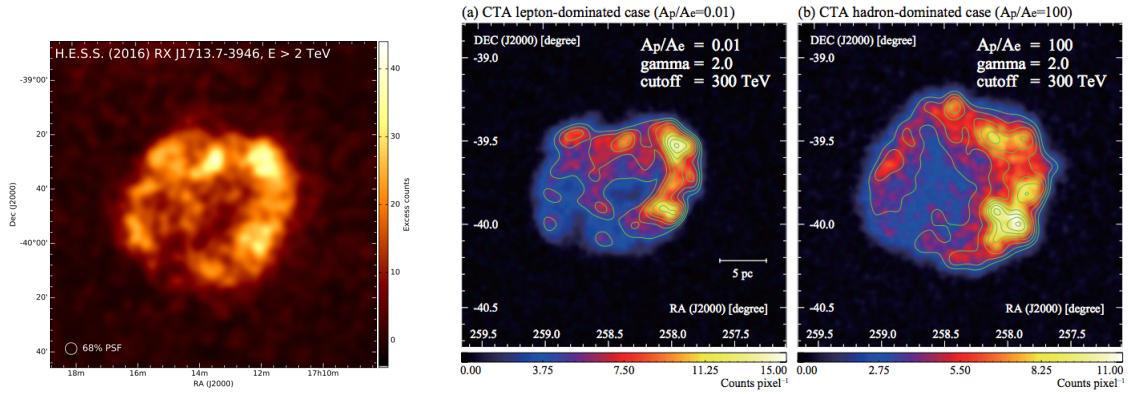 H.E.S.S. (2016) RX J1713.7-3946, E > 2 TeV
-39°00'
20'
40'
-40°00'
20'
40'
Dec (J2000)
68% PSF
18m
16m
14m
12m
17h10m
RA (J2000)
40
30
20
10
0
Excess counts
(a) CTA lepton-dominated case (Ap/Ae=0.01)
DEC (J2000) [degree]
Ap/Ae = 0.01
gamma = 2.0
cutoff = 300 TeV
-39.0
-39.5
-40.0
-40.5
5 pc
RA (J2000) [degree]
259.5 259.0 258.5 258.0 257.5
0.00 3.75 7.50 11.25 15.00
Counts pixel⁻¹
(b) CTA hadron-dominated case (Ap/Ae=100)
DEC (J2000) [degree]
Ap/Ae = 100
gamma = 2.0
cutoff = 300 TeV
-39.0
-39.5
-40.0
-40.5
RA (J2000) [degree]
259.5 259.0 258.5 258.0 257.5
0.00 2.75 5.50 8.25 11.00
Counts pixel⁻¹